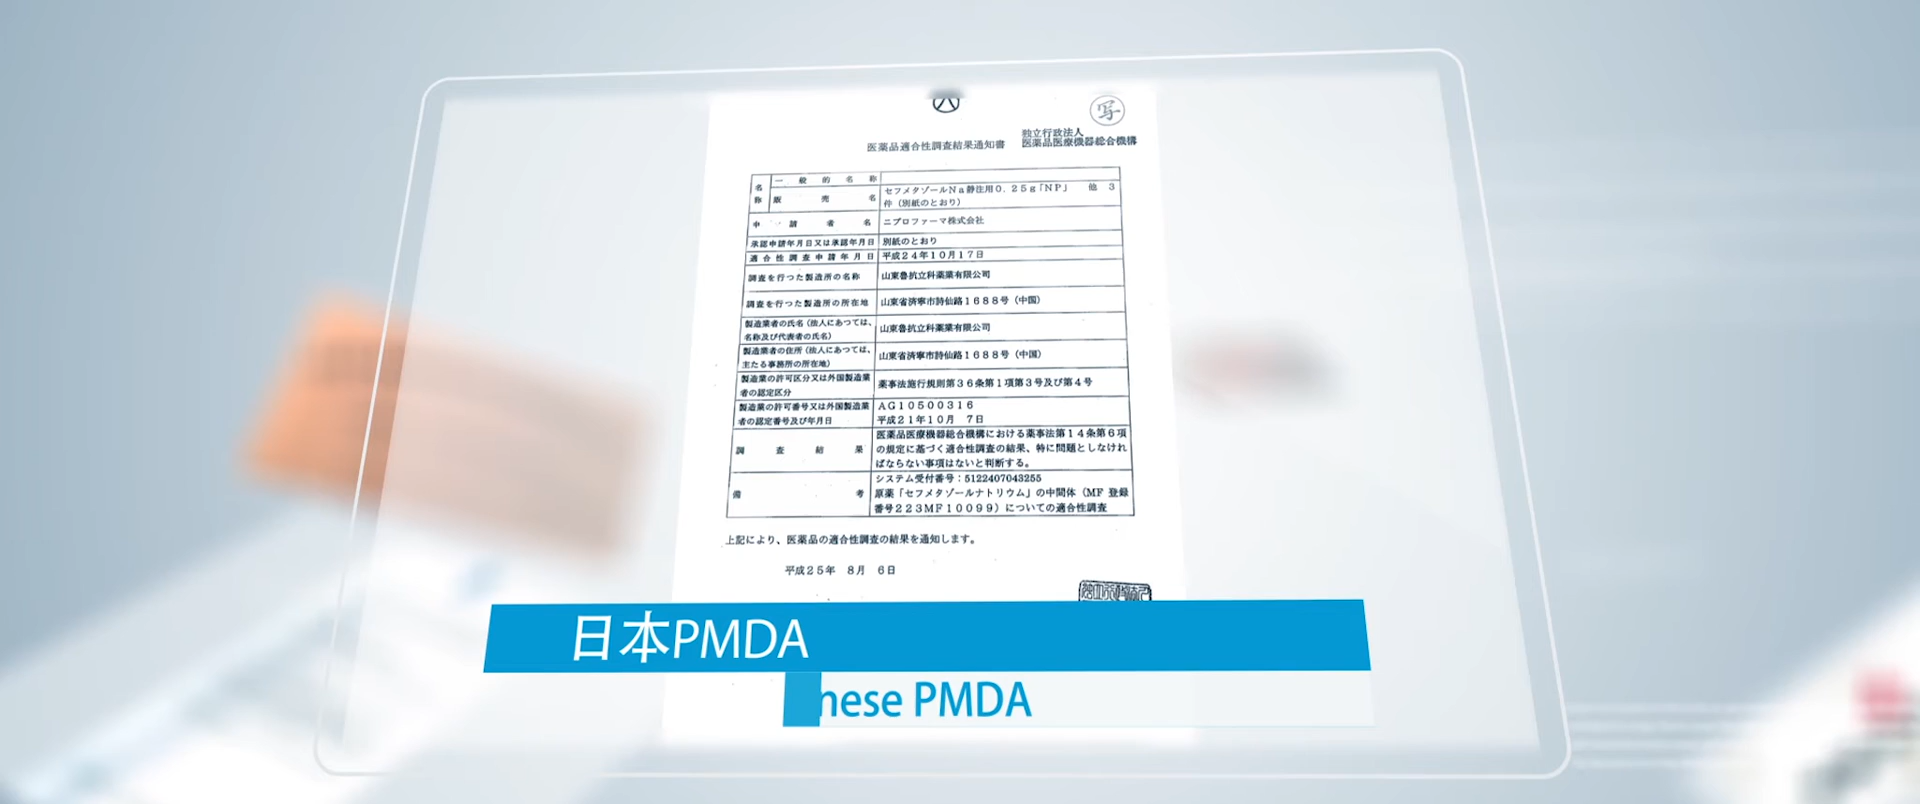 写
独立行政法人
医薬品適合性調査結果通知書 医薬品医療機器総合機構
名称 一般的名称
販売名 セフメタゾールNa静注用0.25g「NP」 他3
件(別紙のとおり)
申請者名 ニプロファーマ株式会社
承認申請年月日又は承認年月日 別紙のとおり
適合性調査申請年月日 平成24年10月17日
調査を行つた製造所の名称 山東魯抗立科薬業有限公司
調査を行つた製造所の所在地 山東省済寧市詩仙路1688号(中国)
製造業者の氏名(法人にあつては、
名称及び代表者の氏名) 山東魯抗立科薬業有限公司
製造業者の住所(法人にあつては、
主たる事務所の所在地) 山東省済寧市詩仙路1688号(中国)
製造業の許可区分又は外国製造業
者の認定区分 薬事法施行規則第36条第1項第3号及び第4号
製造業の許可番号又は外国製造業 AG10500316
者の認定番号及び年月日 平成21年10月 7日
調査結果 医薬品医療機器総合機構における薬事法第14条第6項
の規定に基づく適合性調査の結果、特に問題としなけれ
ばならない事項はないと判断する。
備考 システム受付番号:5122407043255
原薬「セフメタゾールナトリウム」の中間体(MF 登録
番号223MF10099)についての適合性調査
上記により、医薬品の適合性調査の結果を通知します。
平成25年 8月 6日
日本PMDA
nese PMDA